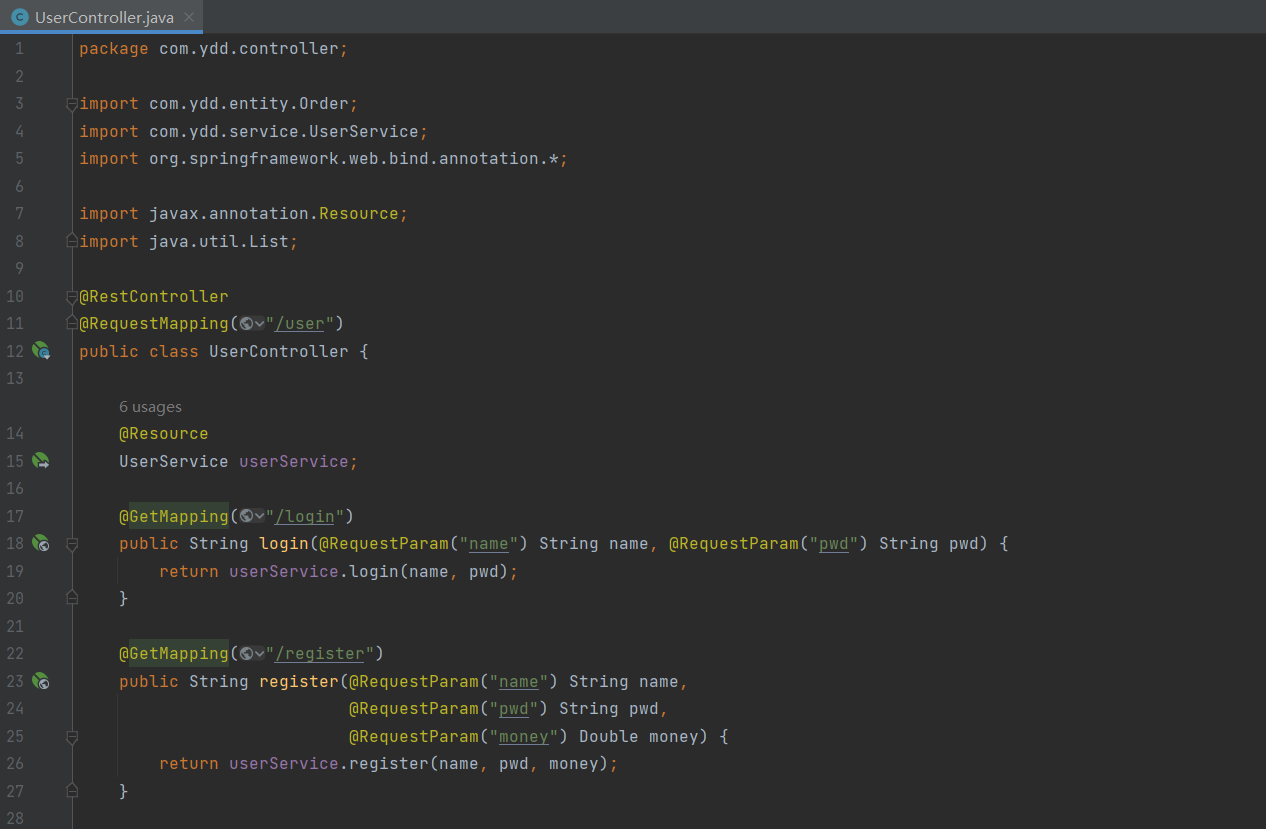 UserController.java
1 package com.ydd.controller;
2
3 import com.ydd.entity.Order;
4 import com.ydd.service.UserService;
5 import org.springframework.web.bind.annotation.*;
6
7 import javax.annotation.Resource;
8 import java.util.List;
9
10 @RestController
11 @RequestMapping("/user")
12 public class UserController {
13
6 usages
14 @Resource
15 UserService userService;
16
17 @GetMapping("/login")
18 public String login(@RequestParam("name") String name, @RequestParam("pwd") String pwd) {
19 return userService.login(name, pwd);
20 }
21
22 @GetMapping("/register")
23 public String register(@RequestParam("name") String name,
24 @RequestParam("pwd") String pwd,
25 @RequestParam("money") Double money) {
26 return userService.register(name, pwd, money);
27 }
28